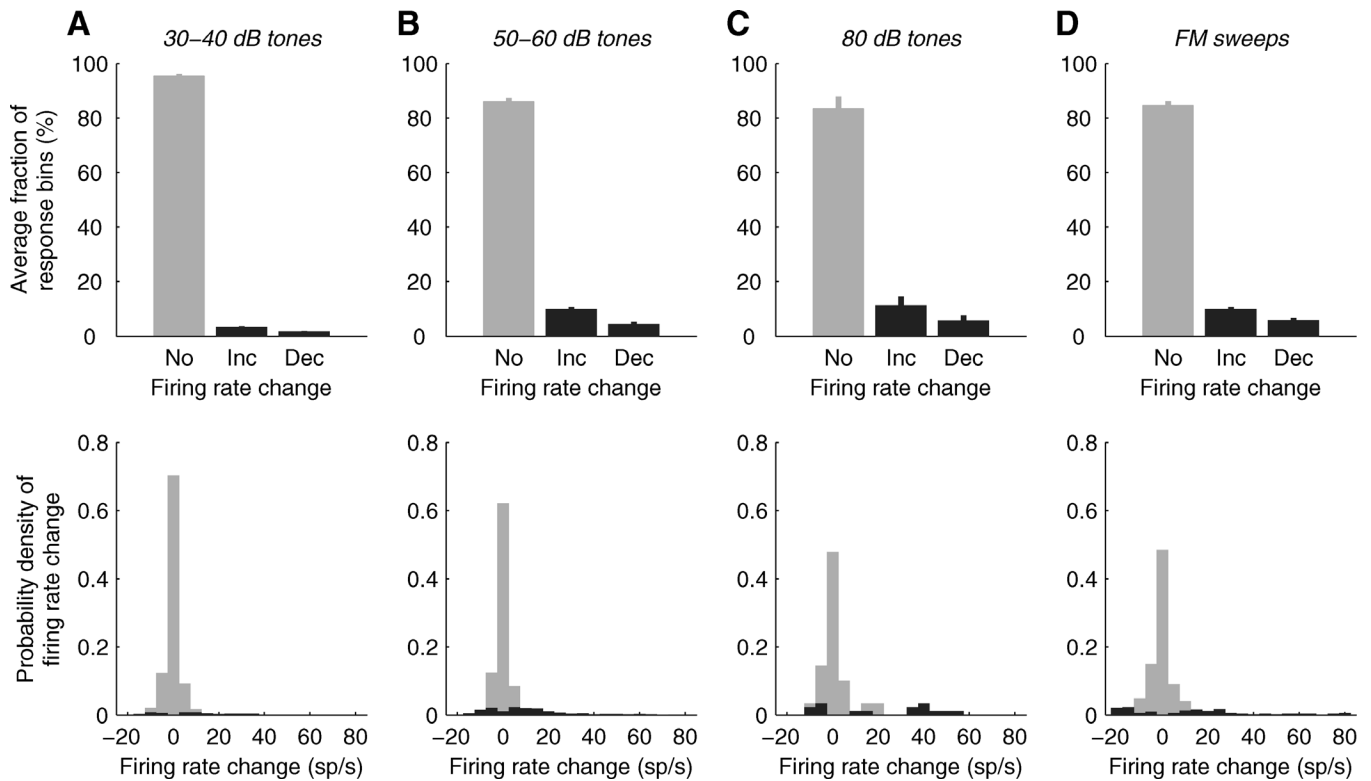 A
30–40 dB tones
B
50–60 dB tones
C
80 dB tones
D
FM sweeps
Average fraction of
response bins (%)
100
80
60
40
20
0
No Inc Dec
Firing rate change
100
80
60
40
20
0
No Inc Dec
Firing rate change
100
80
60
40
20
0
No Inc Dec
Firing rate change
100
80
60
40
20
0
No Inc Dec
Firing rate change
Probability density of
firing rate change
0.8
0.6
0.4
0.2
0
−20 0 20 40 60 80
Firing rate change (sp/s)
0.8
0.6
0.4
0.2
0
−20 0 20 40 60 80
Firing rate change (sp/s)
0.8
0.6
0.4
0.2
0
−20 0 20 40 60 80
Firing rate change (sp/s)
0.8
0.6
0.4
0.2
0
−20 0 20 40 60 80
Firing rate change (sp/s)